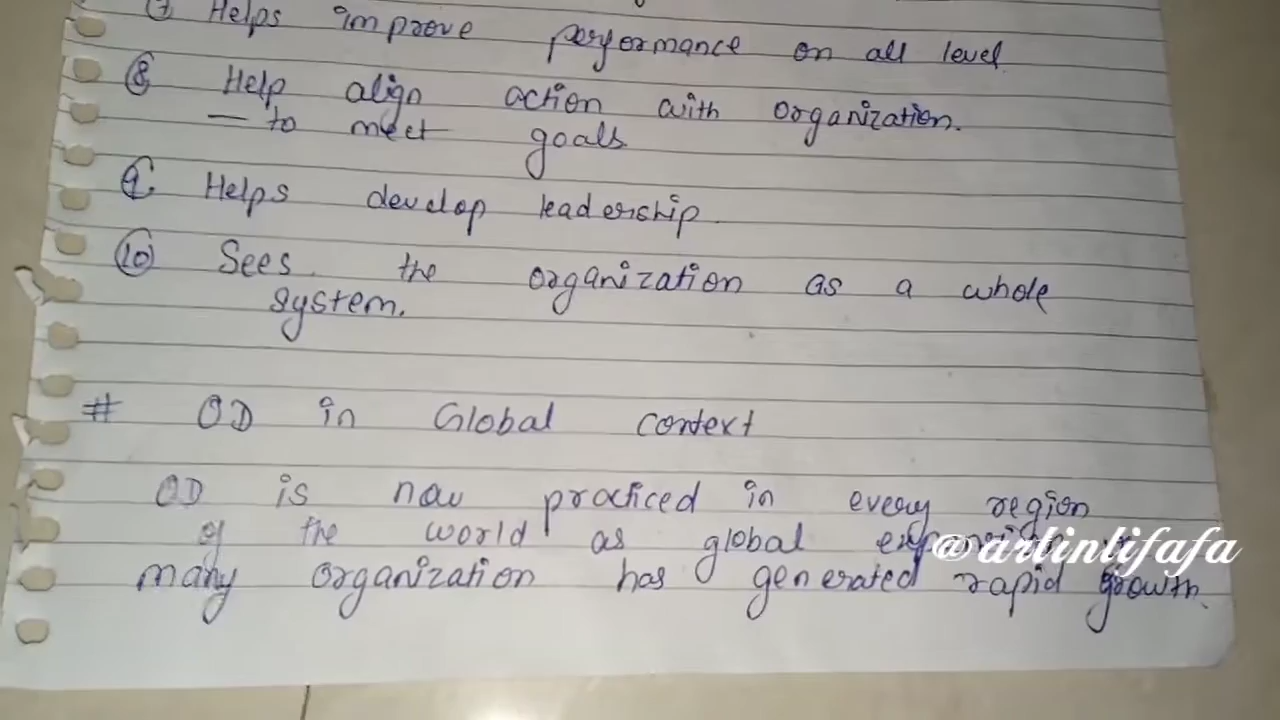 ⑦ Helps improve performance on all level
⑧ Help align action with organization.
— to meet goals
⑨ Helps develop leadership.
⑩ Sees the organization as a whole
system.
# OD in Global context
OD is now practiced in every region
of the world as global
many organization has generated rapid growth.
@artinlifafa